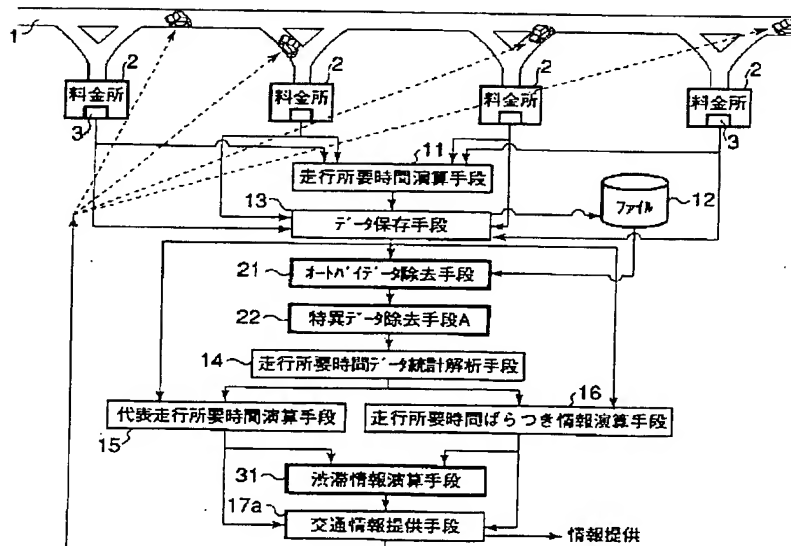 1
2
2
2
2
料金所
料金所
料金所
料金所
3
3
11
走行所要時間演算手段
13
データ保存手段
ファイル
12
21
オートバイデータ除去手段
22
特異データ除去手段A
14
走行所要時間データ統計解析手段
16
代表走行所要時間演算手段
走行所要時間ばらつき情報演算手段
15
31
渋滞情報演算手段
17a
交通情報提供手段
情報提供